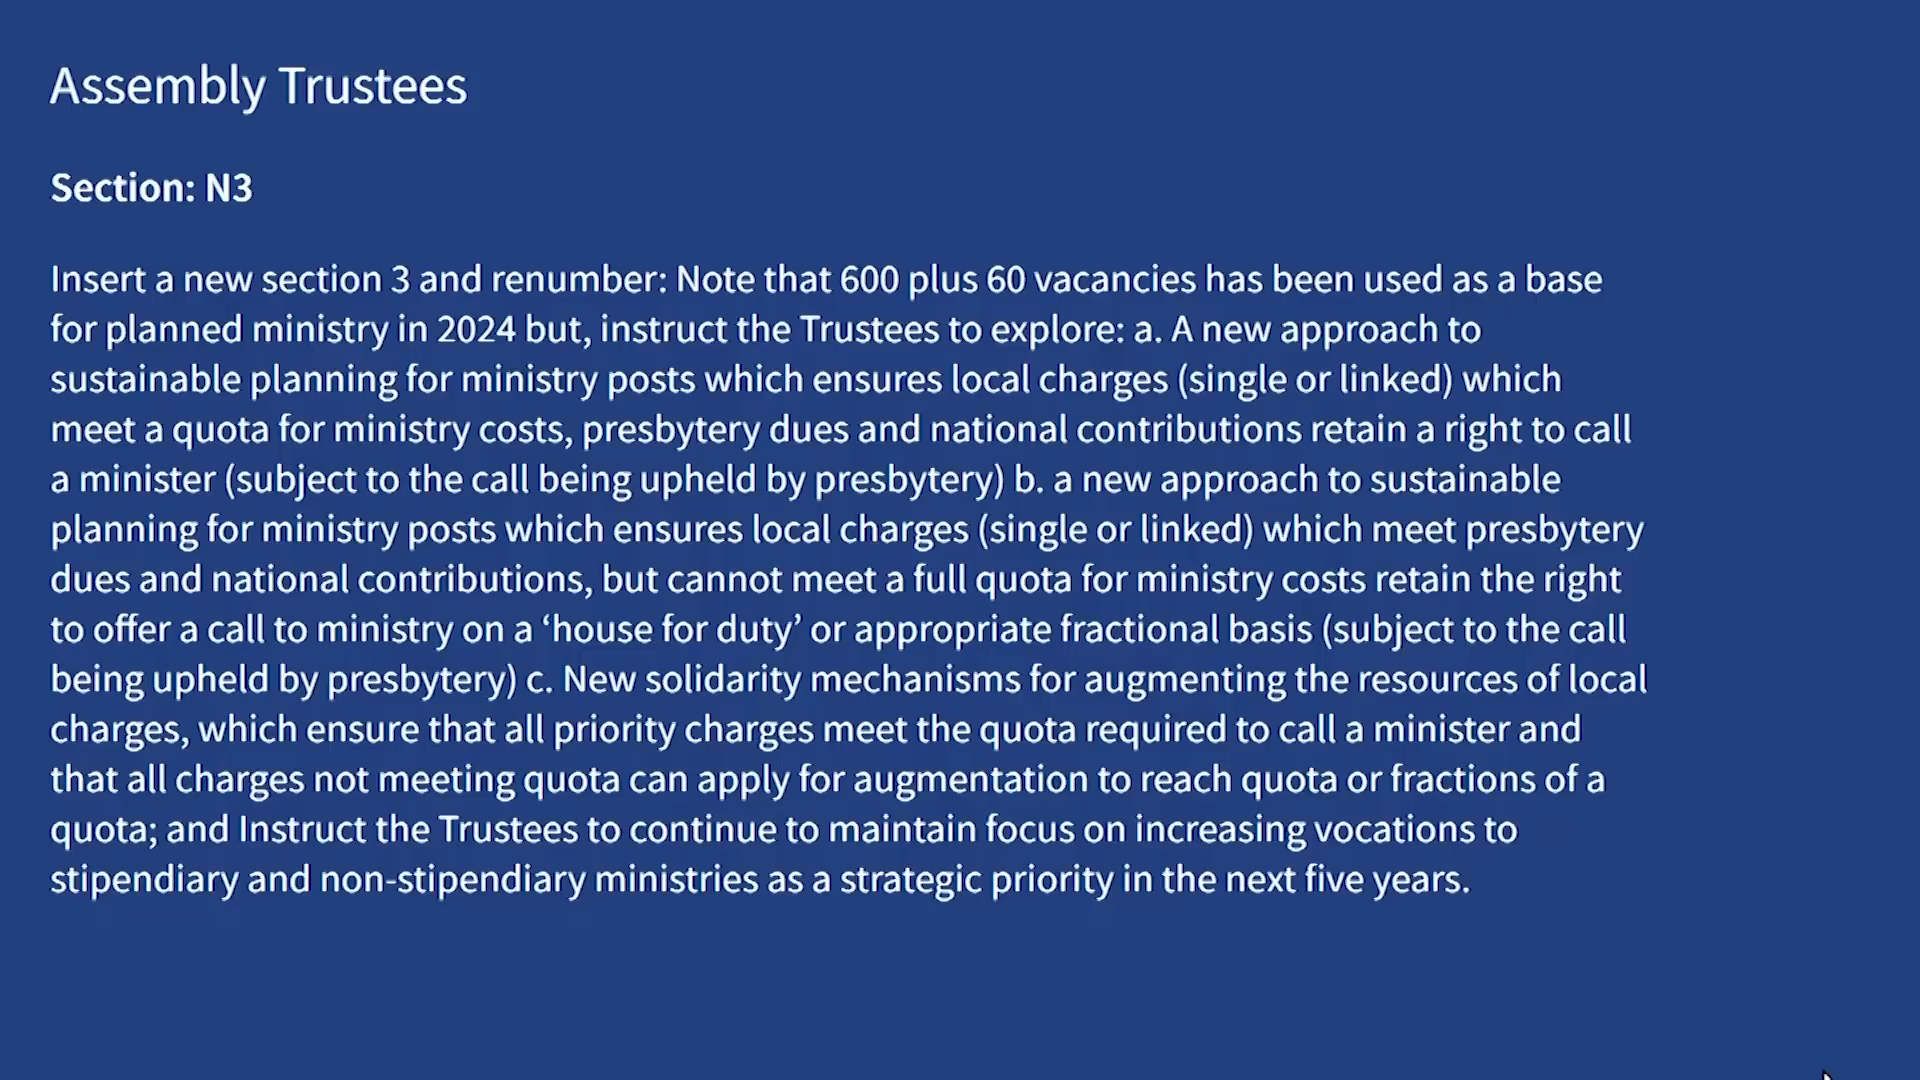 Assembly Trustees
Section: N3
Insert a new section 3 and renumber: Note that 600 plus 60 vacancies has been used as a base
for planned ministry in 2024 but, instruct the Trustees to explore: a. A new approach to
sustainable planning for ministry posts which ensures local charges (single or linked) which
meet a quota for ministry costs, presbytery dues and national contributions retain a right to call
a minister (subject to the call being upheld by presbytery) b. a new approach to sustainable
planning for ministry posts which ensures local charges (single or linked) which meet presbytery
dues and national contributions, but cannot meet a full quota for ministry costs retain the right
to offer a call to ministry on a ‘house for duty’ or appropriate fractional basis (subject to the call
being upheld by presbytery) c. New solidarity mechanisms for augmenting the resources of local
charges, which ensure that all priority charges meet the quota required to call a minister and
that all charges not meeting quota can apply for augmentation to reach quota or fractions of a
quota; and Instruct the Trustees to continue to maintain focus on increasing vocations to
stipendiary and non-stipendiary ministries as a strategic priority in the next five years.